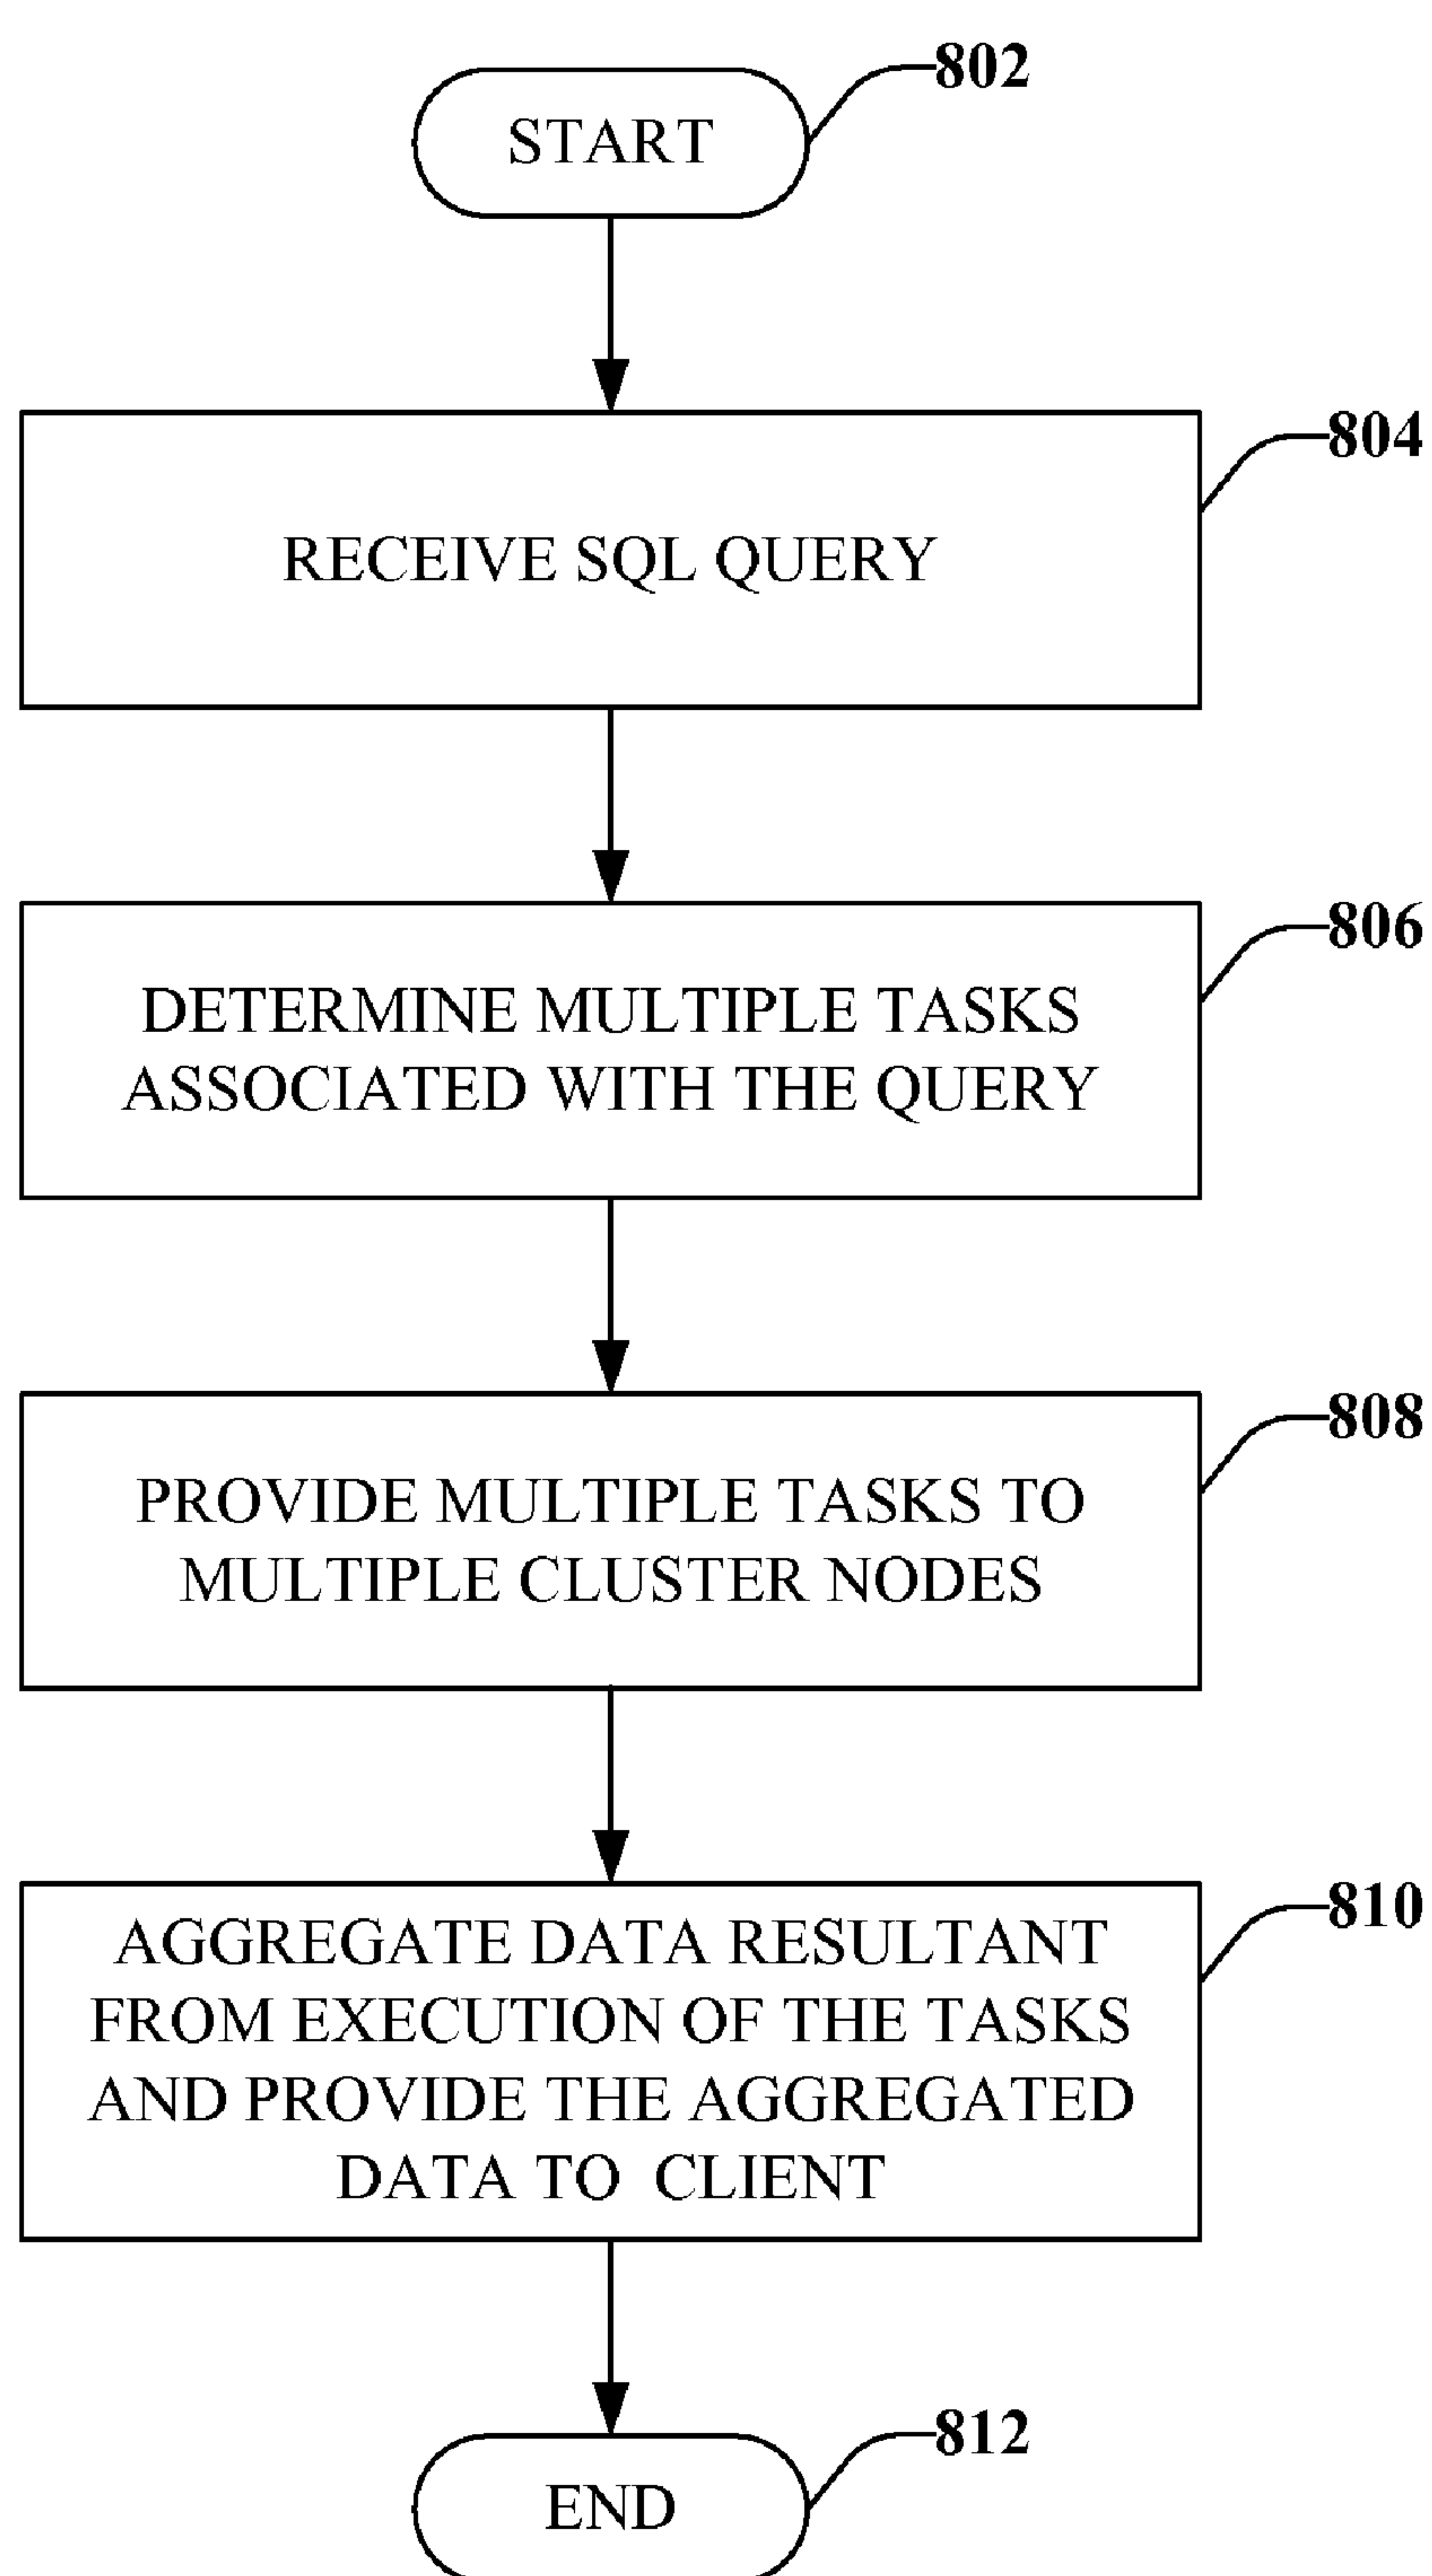 802
START
804
RECEIVE SQL QUERY
806
DETERMINE MULTIPLE TASKS
ASSOCIATED WITH THE QUERY
808
PROVIDE MULTIPLE TASKS TO
MULTIPLE CLUSTER NODES
810
AGGREGATE DATA RESULTANT
FROM EXECUTION OF THE TASKS
AND PROVIDE THE AGGREGATED
DATA TO CLIENT
812
END